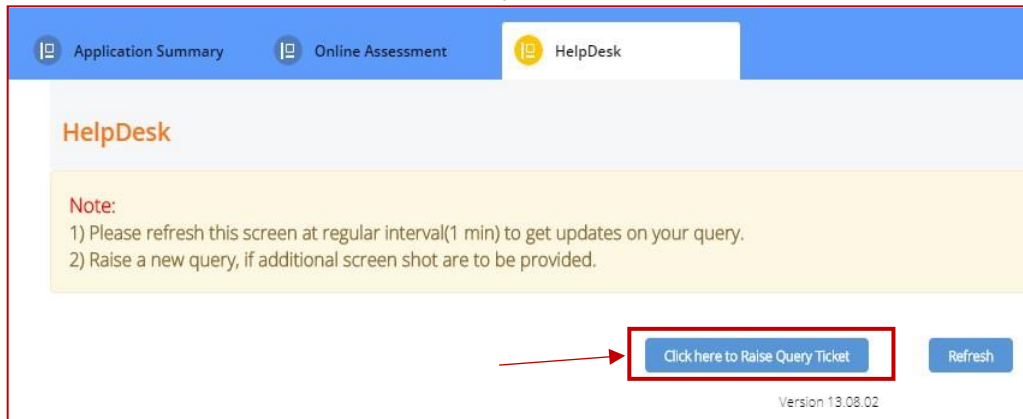 Application Summary Online Assessment HelpDesk
HelpDesk
Note:
1) Please refresh this screen at regular interval(1 min) to get updates on your query.
2) Raise a new query, if additional screen shot are to be provided.
Click here to Raise Query Ticket Refresh
Version 13.08.02